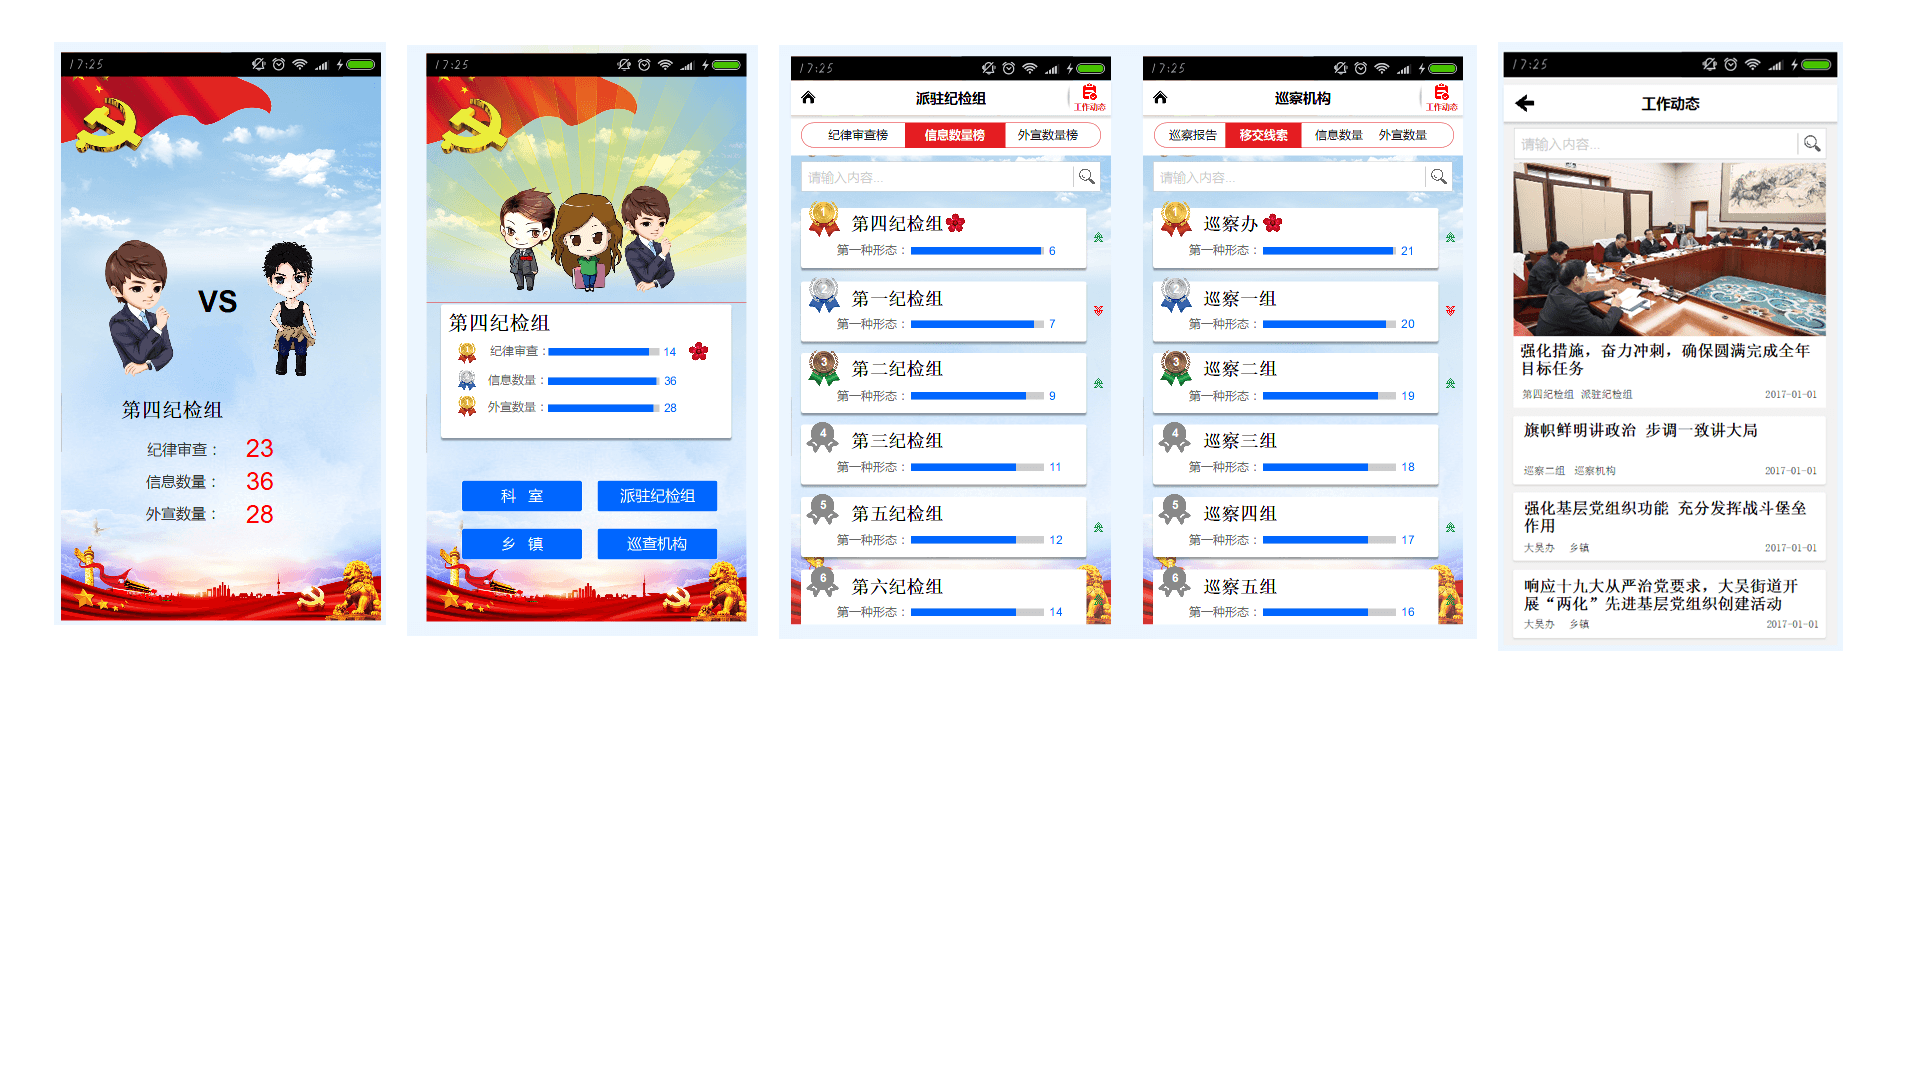 17:25
VS
第四纪检组
纪律审查： 23
信息数量： 36
外宣数量： 28
17:25
第四纪检组
1 纪律审查： 14
2 信息数量： 36
1 外宣数量： 28
科 室 派驻纪检组
乡 镇 巡查机构
17:25
派驻纪检组 工作动态
纪律审查榜 信息数量榜 外宣数量榜
请输入内容...
1 第四纪检组
第一种形态： 6
2 第一纪检组
第一种形态： 7
3 第二纪检组
第一种形态： 9
4 第三纪检组
第一种形态： 11
5 第五纪检组
第一种形态： 12
6 第六纪检组
第一种形态： 14
17:25
巡察机构 工作动态
巡察报告 移交线索 信息数量 外宣数量
请输入内容...
1 巡察办
第一种形态： 21
2 巡察一组
第一种形态： 20
3 巡察二组
第一种形态： 19
4 巡察三组
第一种形态： 18
5 巡察四组
第一种形态： 17
6 巡察五组
第一种形态： 16
17:25
工作动态
请输入内容...
强化措施，奋力冲刺，确保圆满完成全年
目标任务
第四纪检组 派驻纪检组 2017-01-01
旗帜鲜明讲政治 步调一致讲大局
巡察二组 巡察机构 2017-01-01
强化基层党组织功能 充分发挥战斗堡垒
作用
大吴办 乡镇 2017-01-01
响应十九大从严治党要求，大吴街道开
展“两化”先进基层党组织创建活动
大吴办 乡镇 2017-01-01